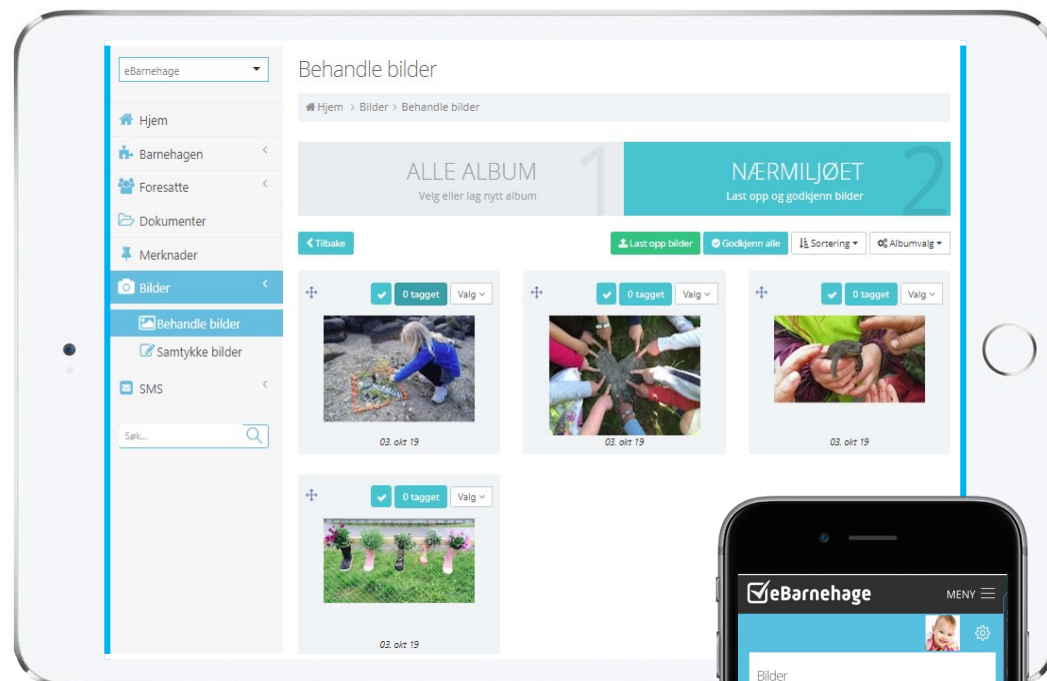 eBarnehage
Hjem
Barnehagen
Foresatte
Dokumenter
Merknader
Bilder
Behandle bilder
Samtykke bilder
SMS
Søk...
Behandle bilder
Hjem > Bilder > Behandle bilder
ALLE ALBUM
Velg eller lag nytt album
1
NÆRMILJØET
Last opp og godkjenn bilder
2
Tilbake
Last opp bilder
Godkjenn alle
Sortering
Albumvalg
0 tagget Valg
03. okt 19
0 tagget Valg
03. okt 19
0 tagget Valg
03. okt 19
0 tagget Valg
03. okt 19
eBarnehage MENY
Bilder